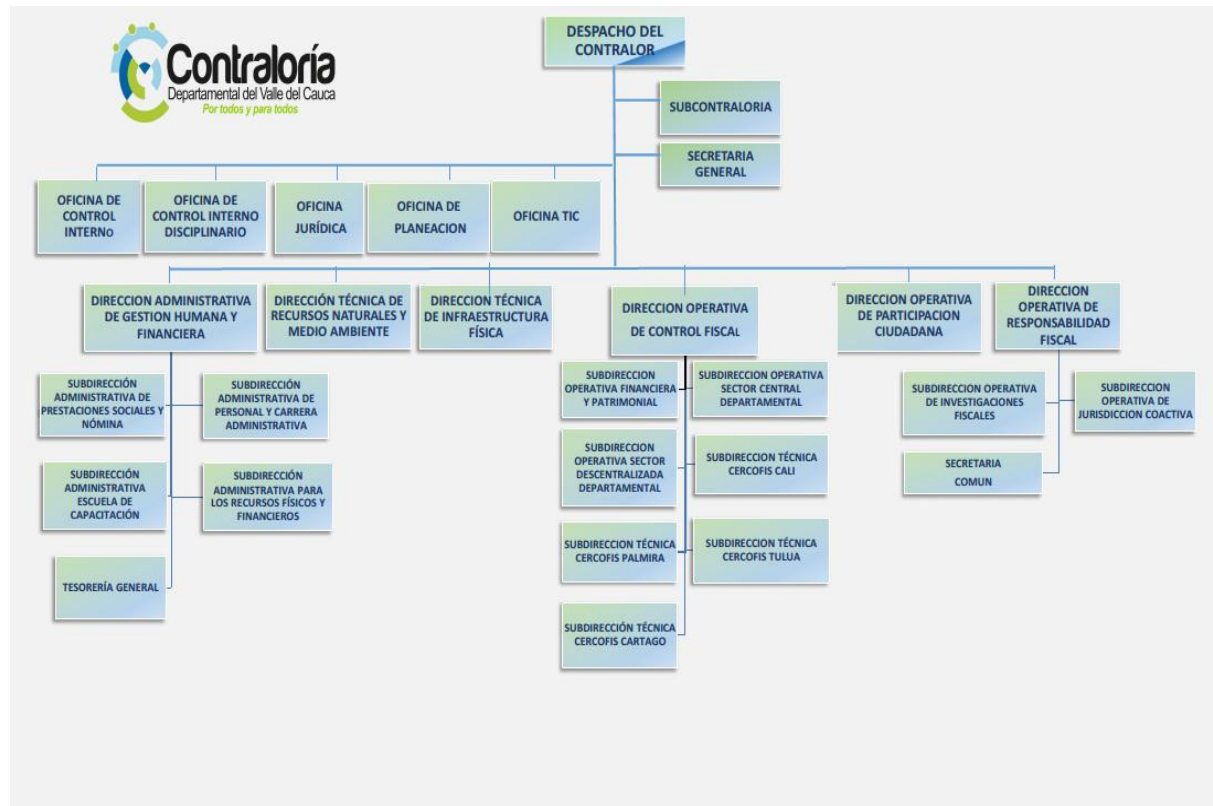 Contraloría
Departamental del Valle del Cauca
Por todos y para todos
DESPACHO DEL
CONTRALOR
SUBCONTRALORIA
SECRETARIA
GENERAL
OFICINA DE
CONTROL
INTERNO
OFICINA DE
CONTROL INTERNO
DISCIPLINARIO
OFICINA
JURÍDICA
OFICINA DE
PLANEACION
OFICINA TIC
DIRECCION ADMINISTRATIVA
DE GESTION HUMANA Y
FINANCIERA
DIRECCIÓN TÉCNICA DE
RECURSOS NATURALES Y
MEDIO AMBIENTE
DIRECCION TÉCNICA
DE INFRAESTRUCTURA
FÍSICA
DIRECCION OPERATIVA
DE CONTROL FISCAL
DIRECCION OPERATIVA
DE PARTICIPACION
CIUDADANA
DIRECCION
OPERATIVA DE
RESPONSABILIDAD
FISCAL
SUBDIRECCIÓN
ADMINISTRATIVA DE
PRESTACIONES SOCIALES Y
NÓMINA
SUBDIRECCIÓN
ADMINISTRATIVA DE
PERSONAL Y CARRERA
ADMINISTRATIVA
SUBDIRECCIÓN
ADMINISTRATIVA
ESCUELA DE
CAPACITACIÓN
SUBDIRECCIÓN
ADMINISTRATIVA PARA
LOS RECURSOS FÍSICOS Y
FINANCIEROS
TESORERÍA GENERAL
SUBDIRECCION
OPERATIVA FINANCIERA
Y PATRIMONIAL
SUBDIRECCION OPERATIVA
SECTOR CENTRAL
DEPARTAMENTAL
SUBDIRECCION
OPERATIVA SECTOR
DESCENTRALIZADA
DEPARTAMENTAL
SUBDIRECCION TÉCNICA
CERCOFIS CALI
SUBDIRECCION TÉCNICA
CERCOFIS PALMIRA
SUBDIRECCION TÉCNICA
CERCOFIS TULUA
SUBDIRECCIÓN TÉCNICA
CERCOFIS CARTAGO
SUBDIRECCION OPERATIVA
DE INVESTIGACIONES
FISCALES
SUBDIRECCION
OPERATIVA DE
JURISDICCION COACTIVA
SECRETARIA
COMUN